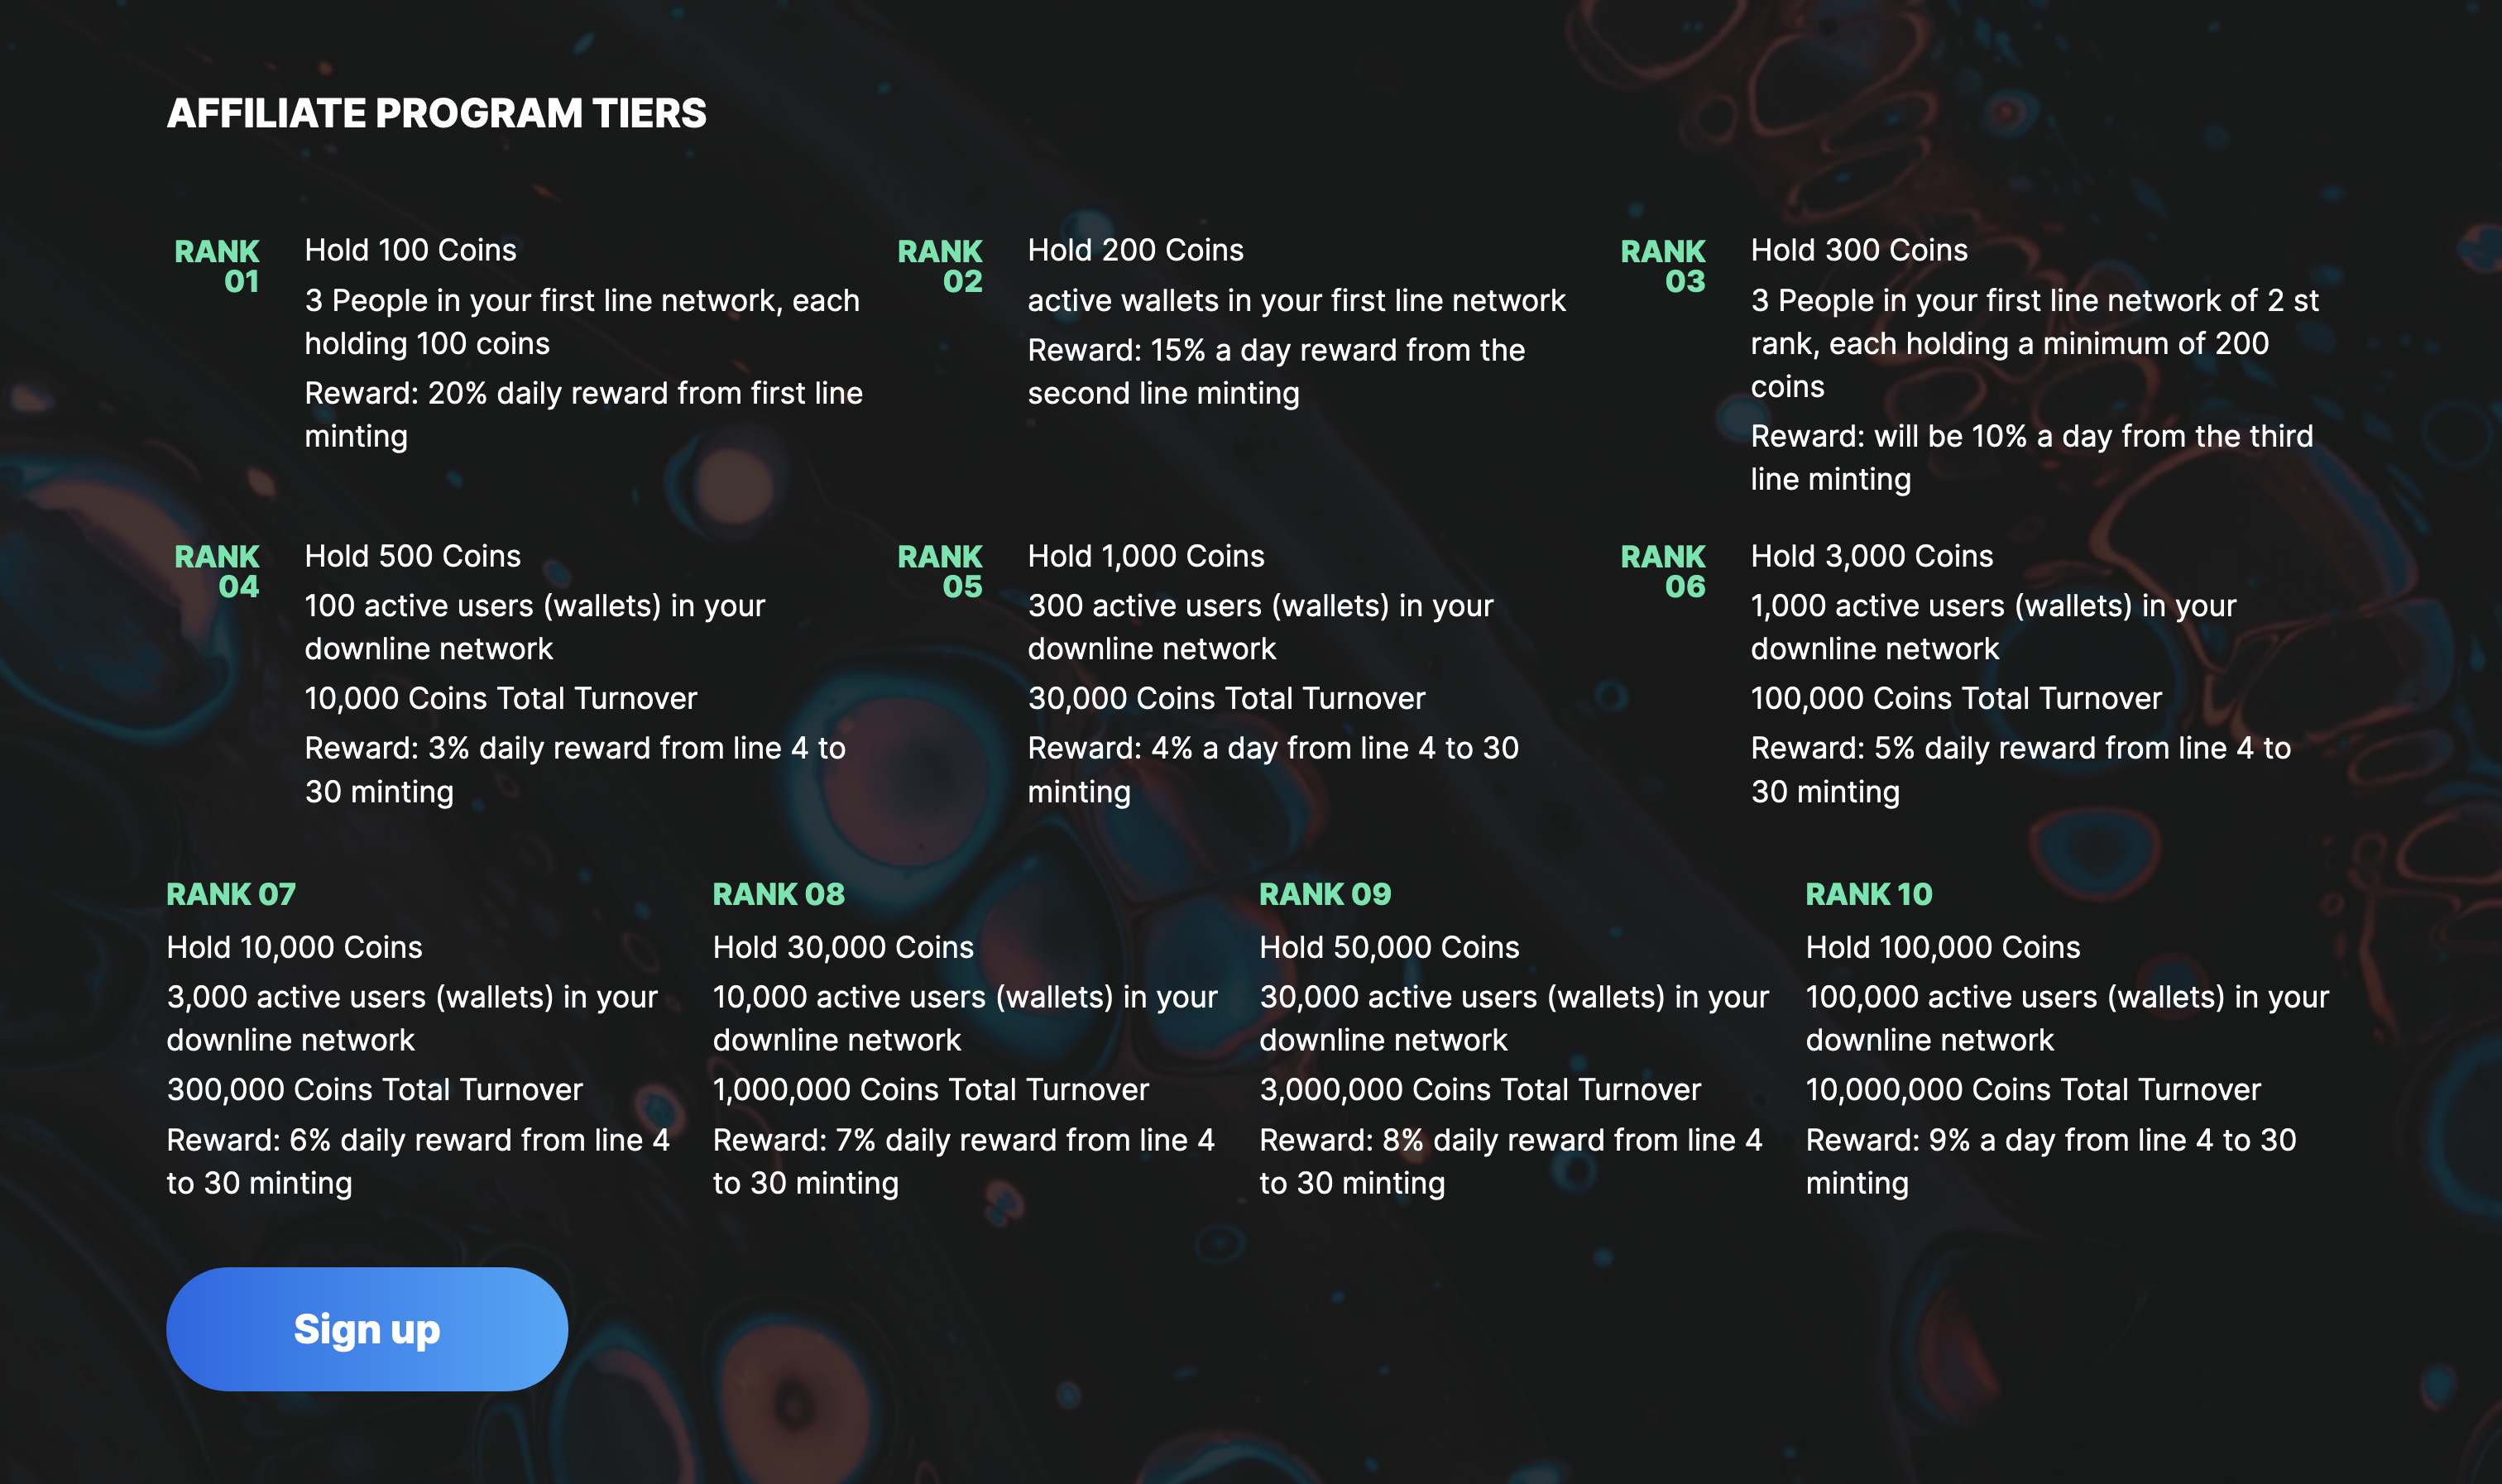 AFFILIATE PROGRAM TIERS
RANK
01
Hold 100 Coins
3 People in your first line network, each
holding 100 coins
Reward: 20% daily reward from first line
minting
RANK
02
Hold 200 Coins
active wallets in your first line network
Reward: 15% a day reward from the
second line minting
RANK
03
Hold 300 Coins
3 People in your first line network of 2 st
rank, each holding a minimum of 200
coins
Reward: will be 10% a day from the third
line minting
RANK
04
Hold 500 Coins
100 active users (wallets) in your
downline network
10,000 Coins Total Turnover
Reward: 3% daily reward from line 4 to
30 minting
RANK
05
Hold 1,000 Coins
300 active users (wallets) in your
downline network
30,000 Coins Total Turnover
Reward: 4% a day from line 4 to 30
minting
RANK
06
Hold 3,000 Coins
1,000 active users (wallets) in your
downline network
100,000 Coins Total Turnover
Reward: 5% daily reward from line 4 to
30 minting
RANK 07
Hold 10,000 Coins
3,000 active users (wallets) in your
downline network
300,000 Coins Total Turnover
Reward: 6% daily reward from line 4
to 30 minting
RANK 08
Hold 30,000 Coins
10,000 active users (wallets) in your
downline network
1,000,000 Coins Total Turnover
Reward: 7% daily reward from line 4
to 30 minting
RANK 09
Hold 50,000 Coins
30,000 active users (wallets) in your
downline network
3,000,000 Coins Total Turnover
Reward: 8% daily reward from line 4
to 30 minting
RANK 10
Hold 100,000 Coins
100,000 active users (wallets) in your
downline network
10,000,000 Coins Total Turnover
Reward: 9% a day from line 4 to 30
minting
Sign up